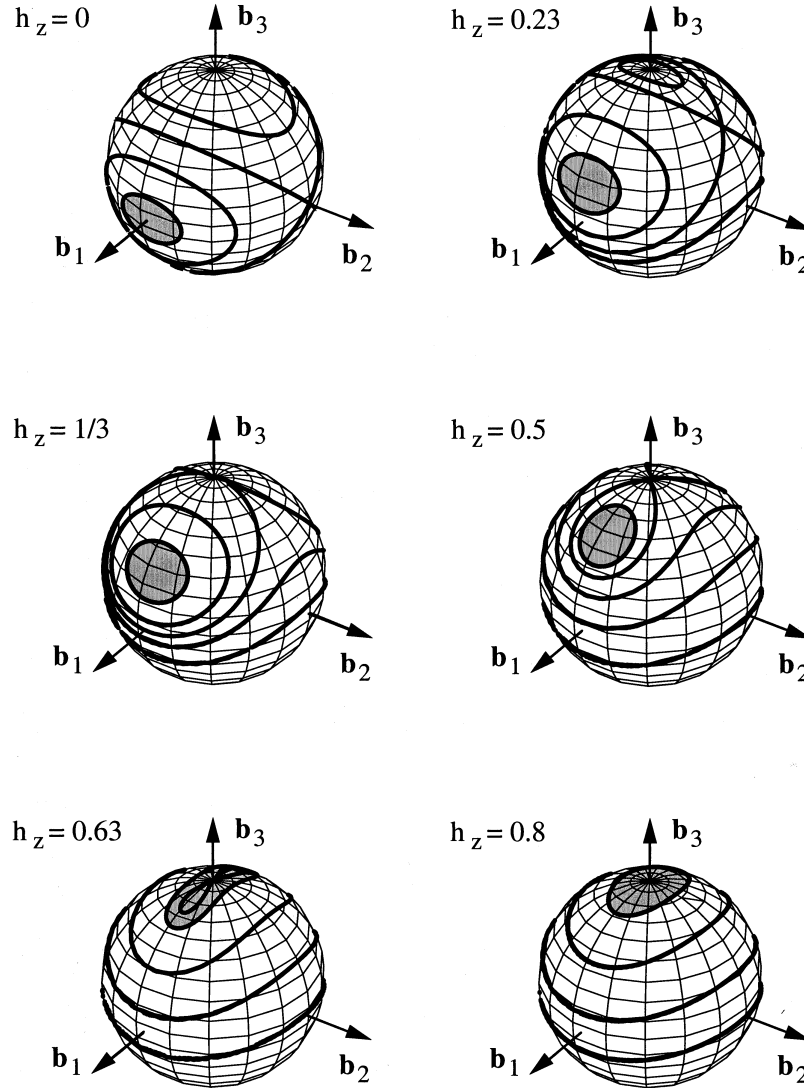 h z = 0
b3
b1
b2
h z = 0.23
b3
b1
b2
h z = 1/3
b3
b1
b2
h z = 0.5
b3
b1
b2
h z = 0.63
b3
b1
b2
h z = 0.8
b3
b1
b2